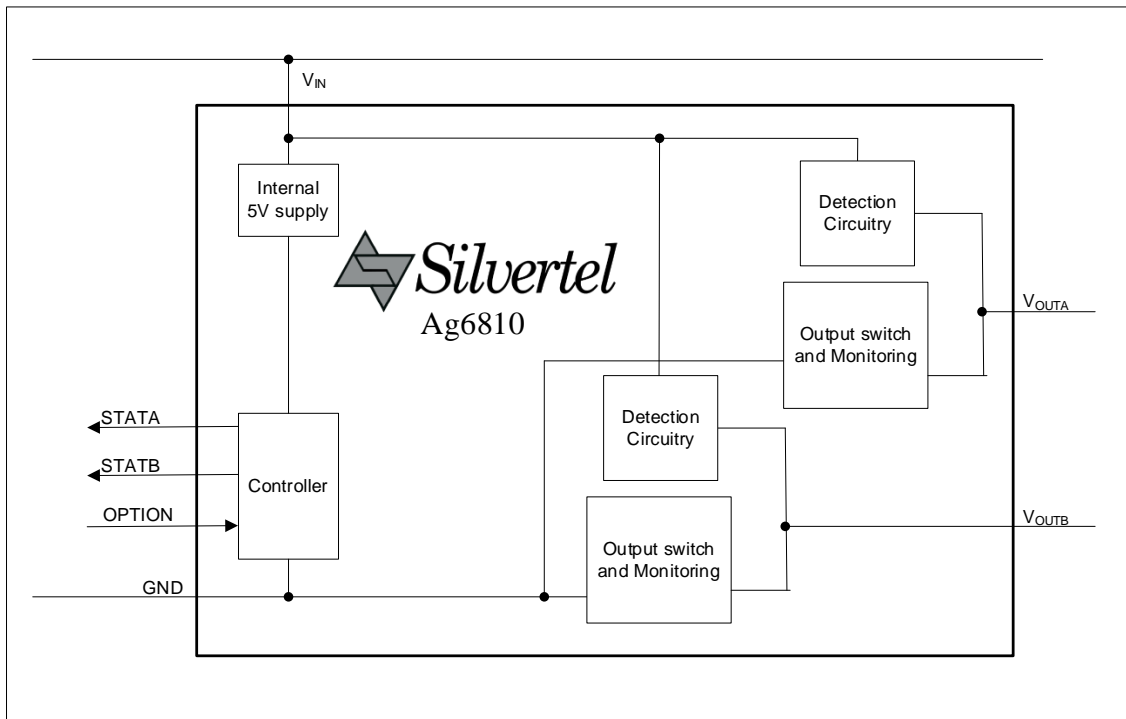 VIN
Internal
5V supply
Detection
Circuitry
Silvertel
Ag6810
VOUTA
Output switch
and Monitoring
Detection
Circuitry
STATA
STATB
Controller
OPTION
VOUTB
Output switch
and Monitoring
GND